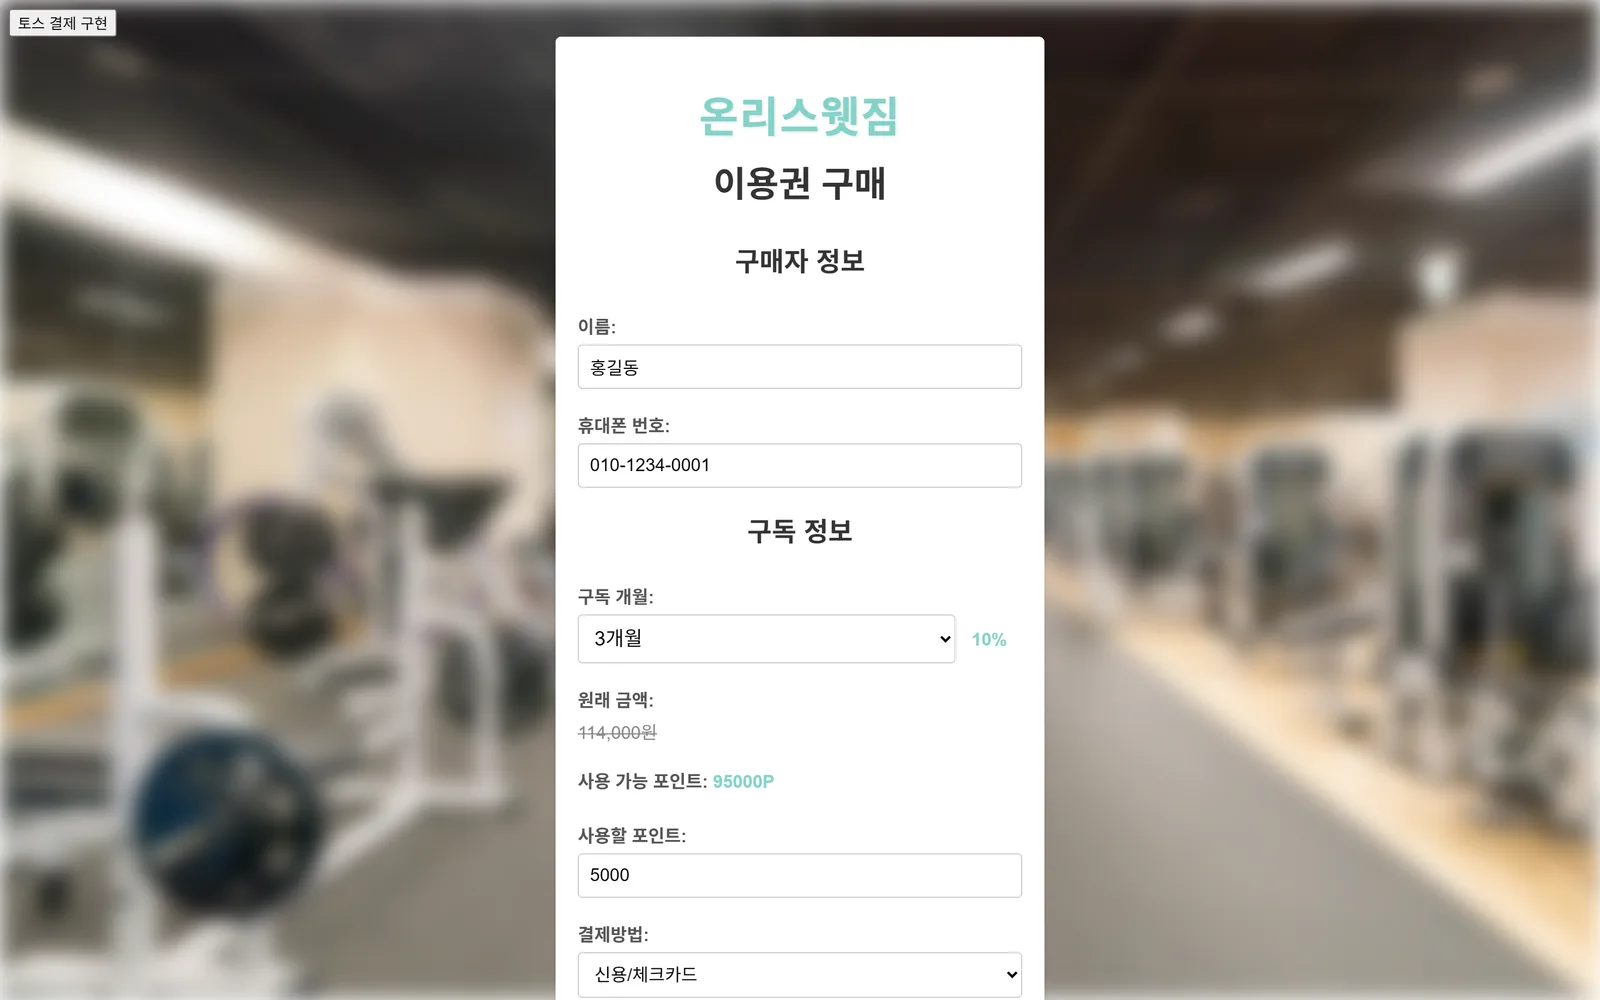 토스 결제 구현
온리스웻짐
이용권 구매
구매자 정보
이름:
홍길동
휴대폰 번호:
010-1234-0001
구독 정보
구독 개월:
3개월
10%
원래 금액:
114,000원
사용 가능 포인트: 95000P
사용할 포인트:
5000
결제방법:
신용/체크카드